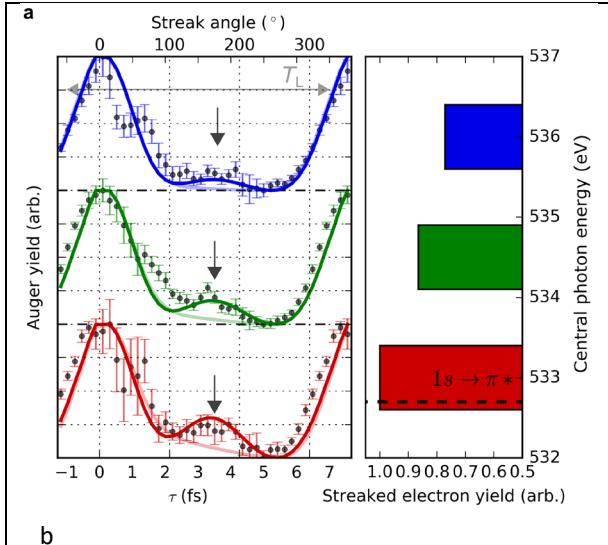 a
Streak angle (°)
0 100 200 300
T_L
Auger yield (arb.)
−1 0 1 2 3 4 5 6 7
τ (fs)
537
536
535
534
533
532
Central photon energy (eV)
1s → π*
1.0 0.9 0.8 0.7 0.6 0.5
Streaked electron yield (arb.)
b